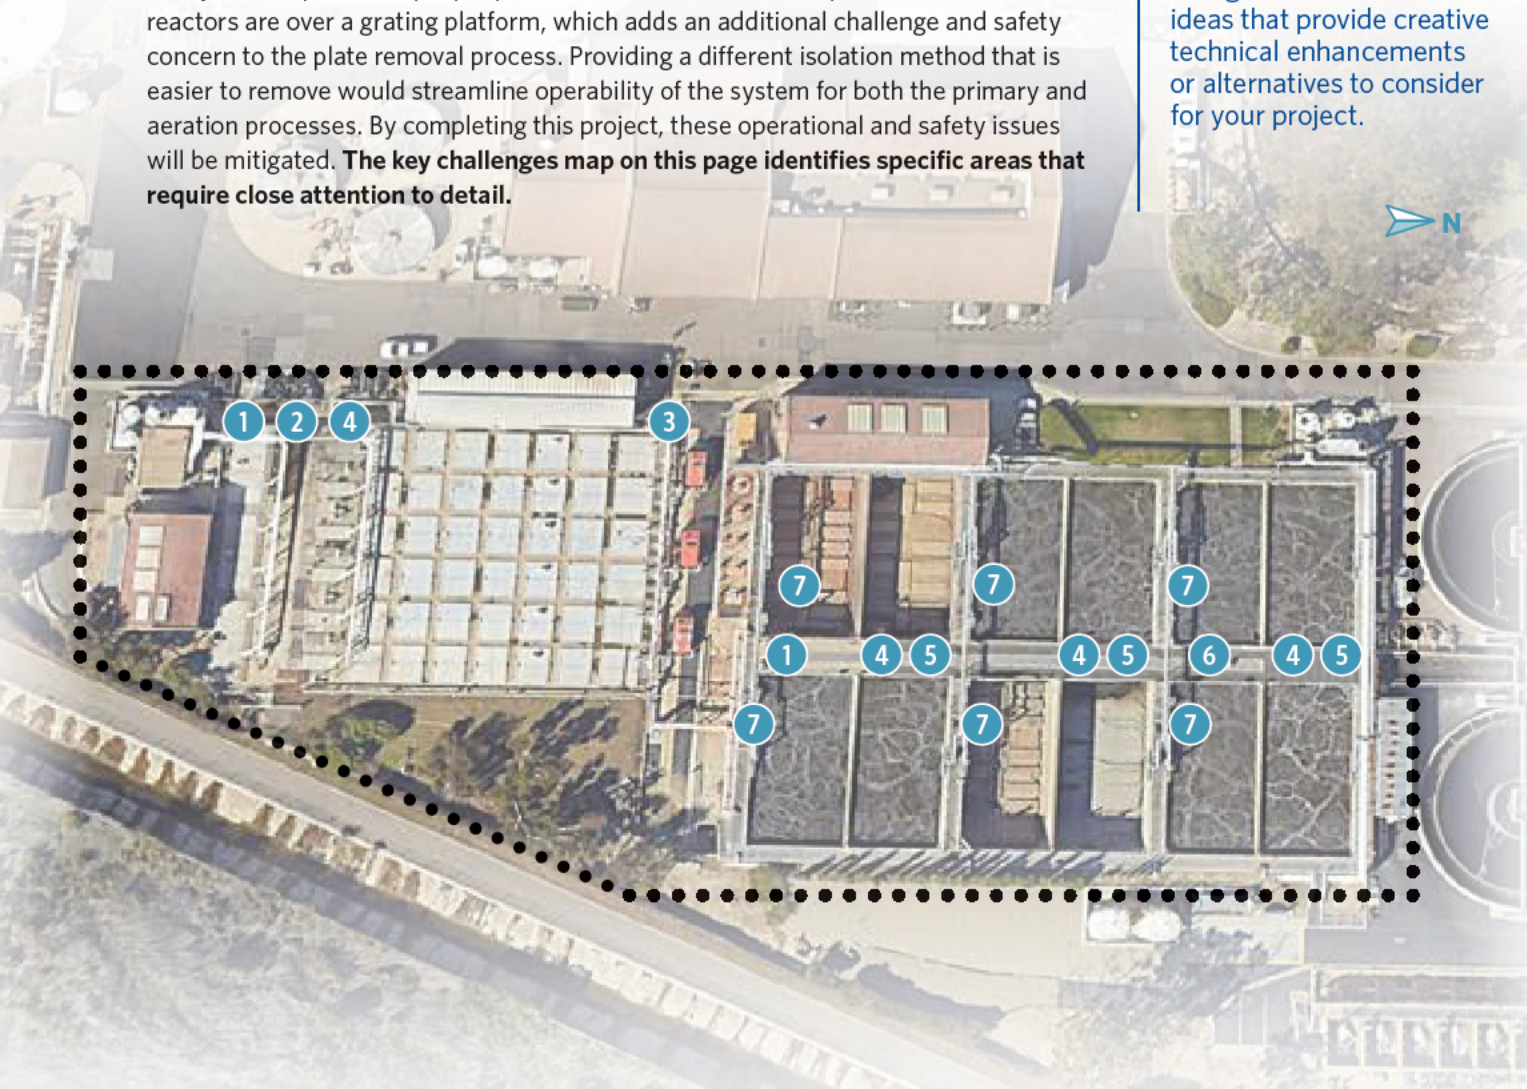 reactors are over a grating platform, which adds an additional challenge and safety
concern to the plate removal process. Providing a different isolation method that is
easier to remove would streamline operability of the system for both the primary and
aeration processes. By completing this project, these operational and safety issues
will be mitigated. The key challenges map on this page identifies specific areas that
require close attention to detail.
ideas that provide creative
technical enhancements
or alternatives to consider
for your project.
N
1 2 4 3
7 7 7
1 4 5 4 5 6 4 5
7 7 7